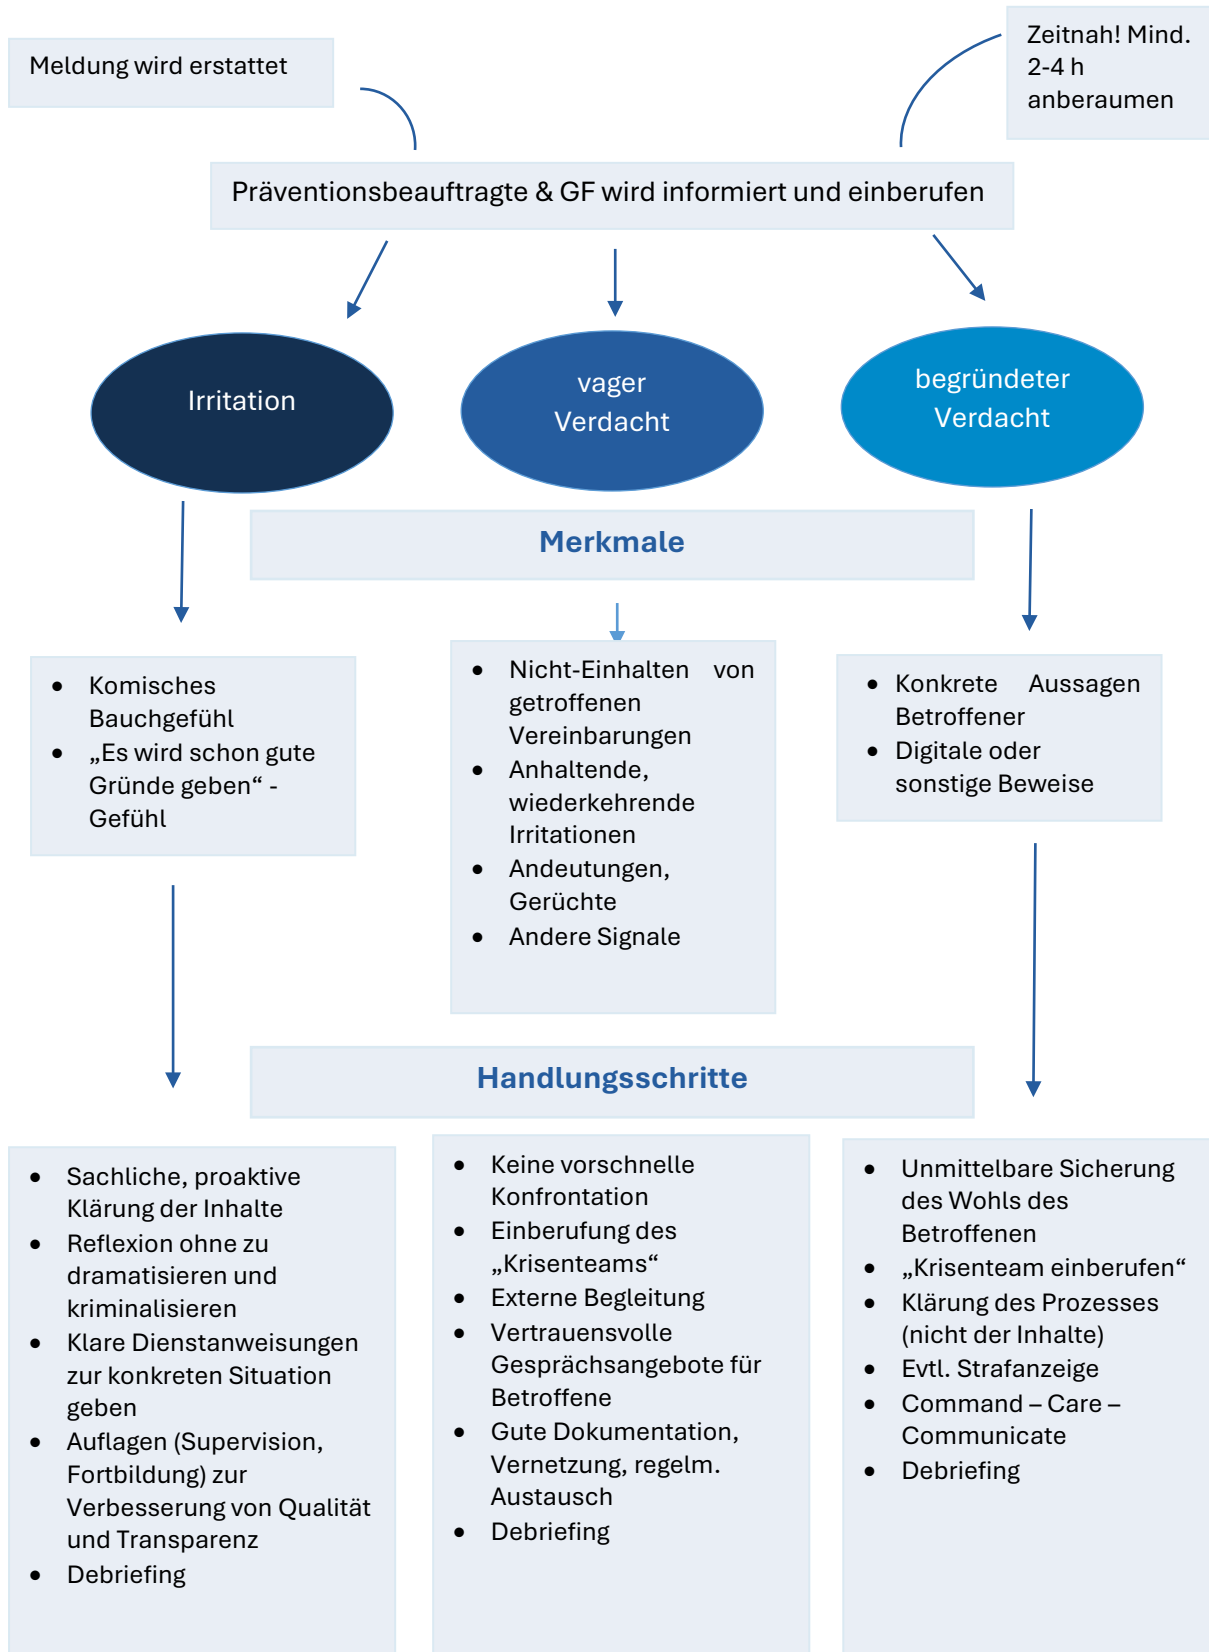 Meldung wird erstattet
Zeitnah! Mind.
2-4 h
anberaumen
Präventionsbeauftragte & GF wird informiert und einberufen
Irritation
vager
Verdacht
begründeter
Verdacht
Merkmale
• Komisches
Bauchgefühl
• „Es wird schon gute
Gründe geben“ -
Gefühl
• Nicht-Einhalten von
getroffenen
Vereinbarungen
• Anhaltende,
wiederkehrende
Irritationen
• Andeutungen,
Gerüchte
• Andere Signale
• Konkrete Aussagen
Betroffener
• Digitale oder
sonstige Beweise
Handlungsschritte
• Sachliche, proaktive
Klärung der Inhalte
• Reflexion ohne zu
dramatisieren und
kriminalisieren
• Klare Dienstanweisungen
zur konkreten Situation
geben
• Auflagen (Supervision,
Fortbildung) zur
Verbesserung von Qualität
und Transparenz
• Debriefing
• Keine vorschnelle
Konfrontation
• Einberufung des
„Krisenteams“
• Externe Begleitung
• Vertrauensvolle
Gesprächsangebote für
Betroffene
• Gute Dokumentation,
Vernetzung, regelm.
Austausch
• Debriefing
• Unmittelbare Sicherung
des Wohls des
Betroffenen
• „Krisenteam einberufen“
• Klärung des Prozesses
(nicht der Inhalte)
• Evtl. Strafanzeige
• Command – Care –
Communicate
• Debriefing